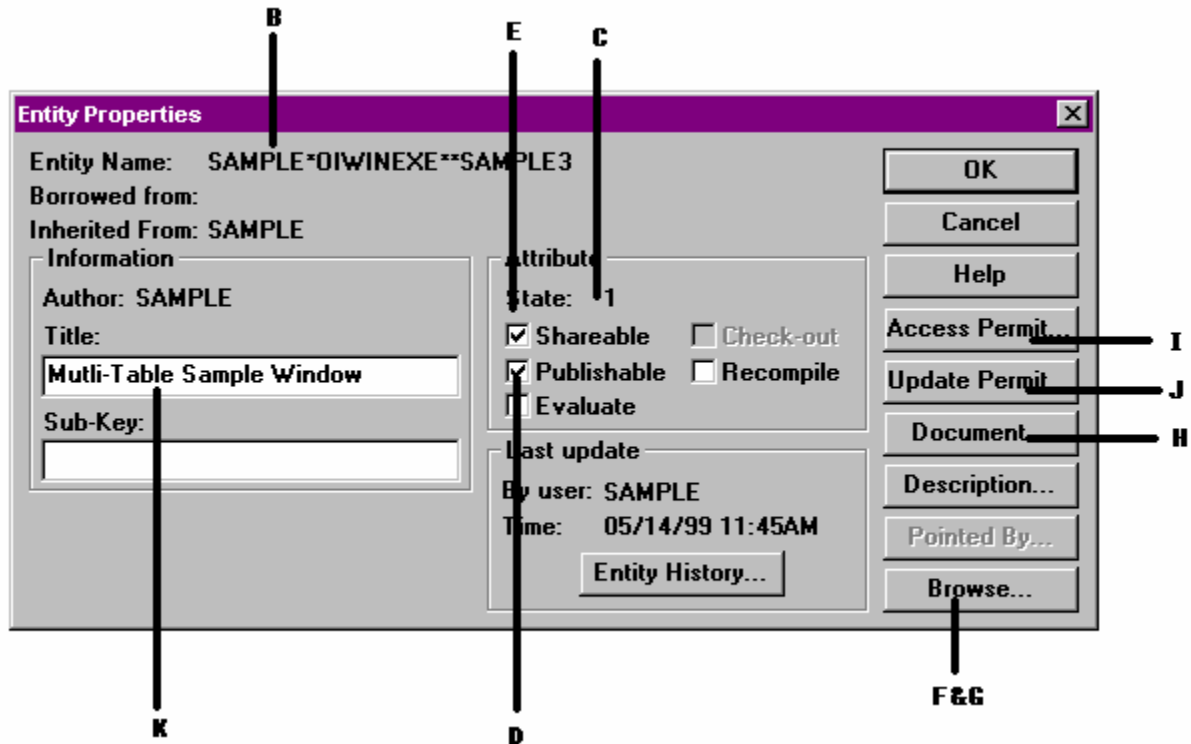 B
E
C
Entity Properties
Entity Name: SAMPLE*OIWINEXE**SAMPLE3
Borrowed from:
Inherited From: SAMPLE
Information
Author: SAMPLE
Title:
Mutli-Table Sample Window
Sub-Key:
Attribute
State: 1
Shareable
Check-out
Publishable
Recompile
Evaluate
Last update
By user: SAMPLE
Time: 05/14/99 11:45AM
Entity History...
OK
Cancel
Help
Access Permit...
I
Update Permit
J
Document
H
Description...
Pointed By...
Browse...
F&G
K
D